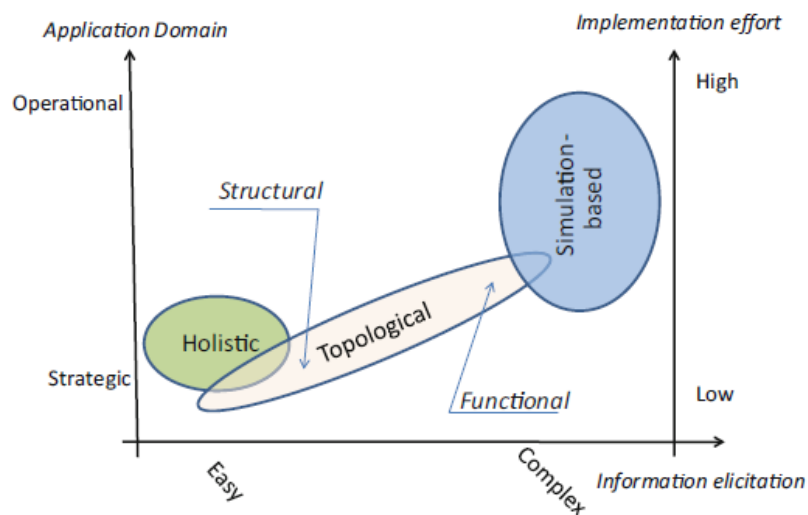 Application Domain
Implementation effort
Operational
High
Structural
Simulation-
based
Holistic
Topological
Strategic
Functional
Low
Easy
Complex
Information elicitation